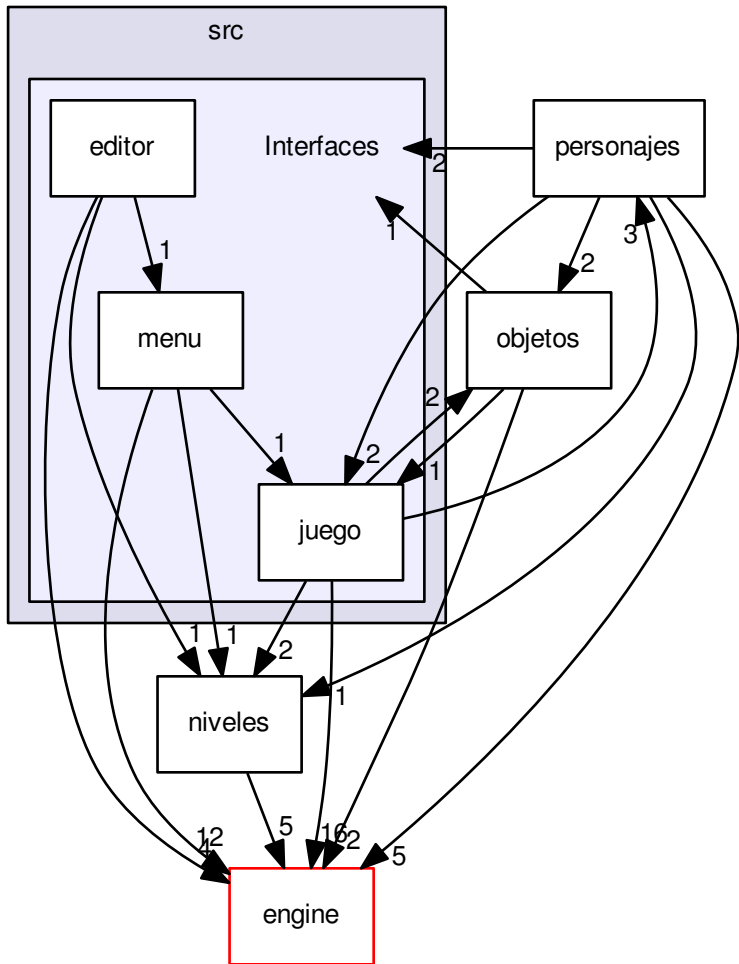 src
editor
Interfaces
personajes
2
1
3
1
2
menu
objetos
2
1
2
1
juego
1
1
2
1
niveles
5
12
4
16
2
5
engine